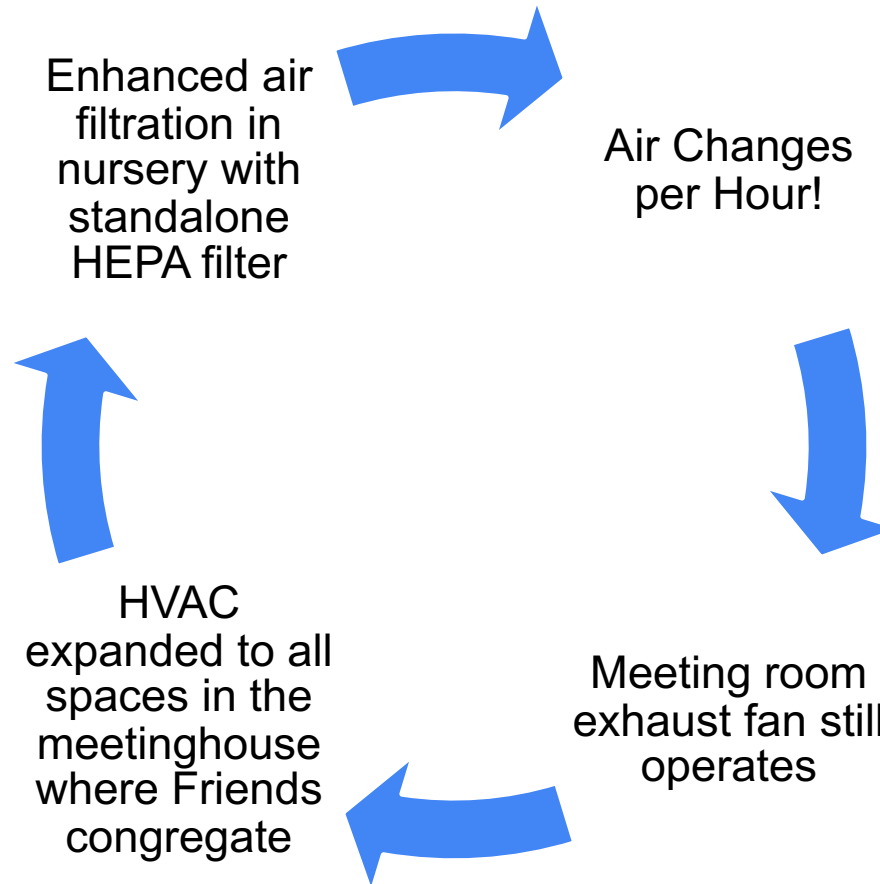 Enhanced air
filtration in
nursery with
standalone
HEPA filter
Air Changes
per Hour!
Meeting room
exhaust fan still
operates
HVAC
expanded to all
spaces in the
meetinghouse
where Friends
congregate